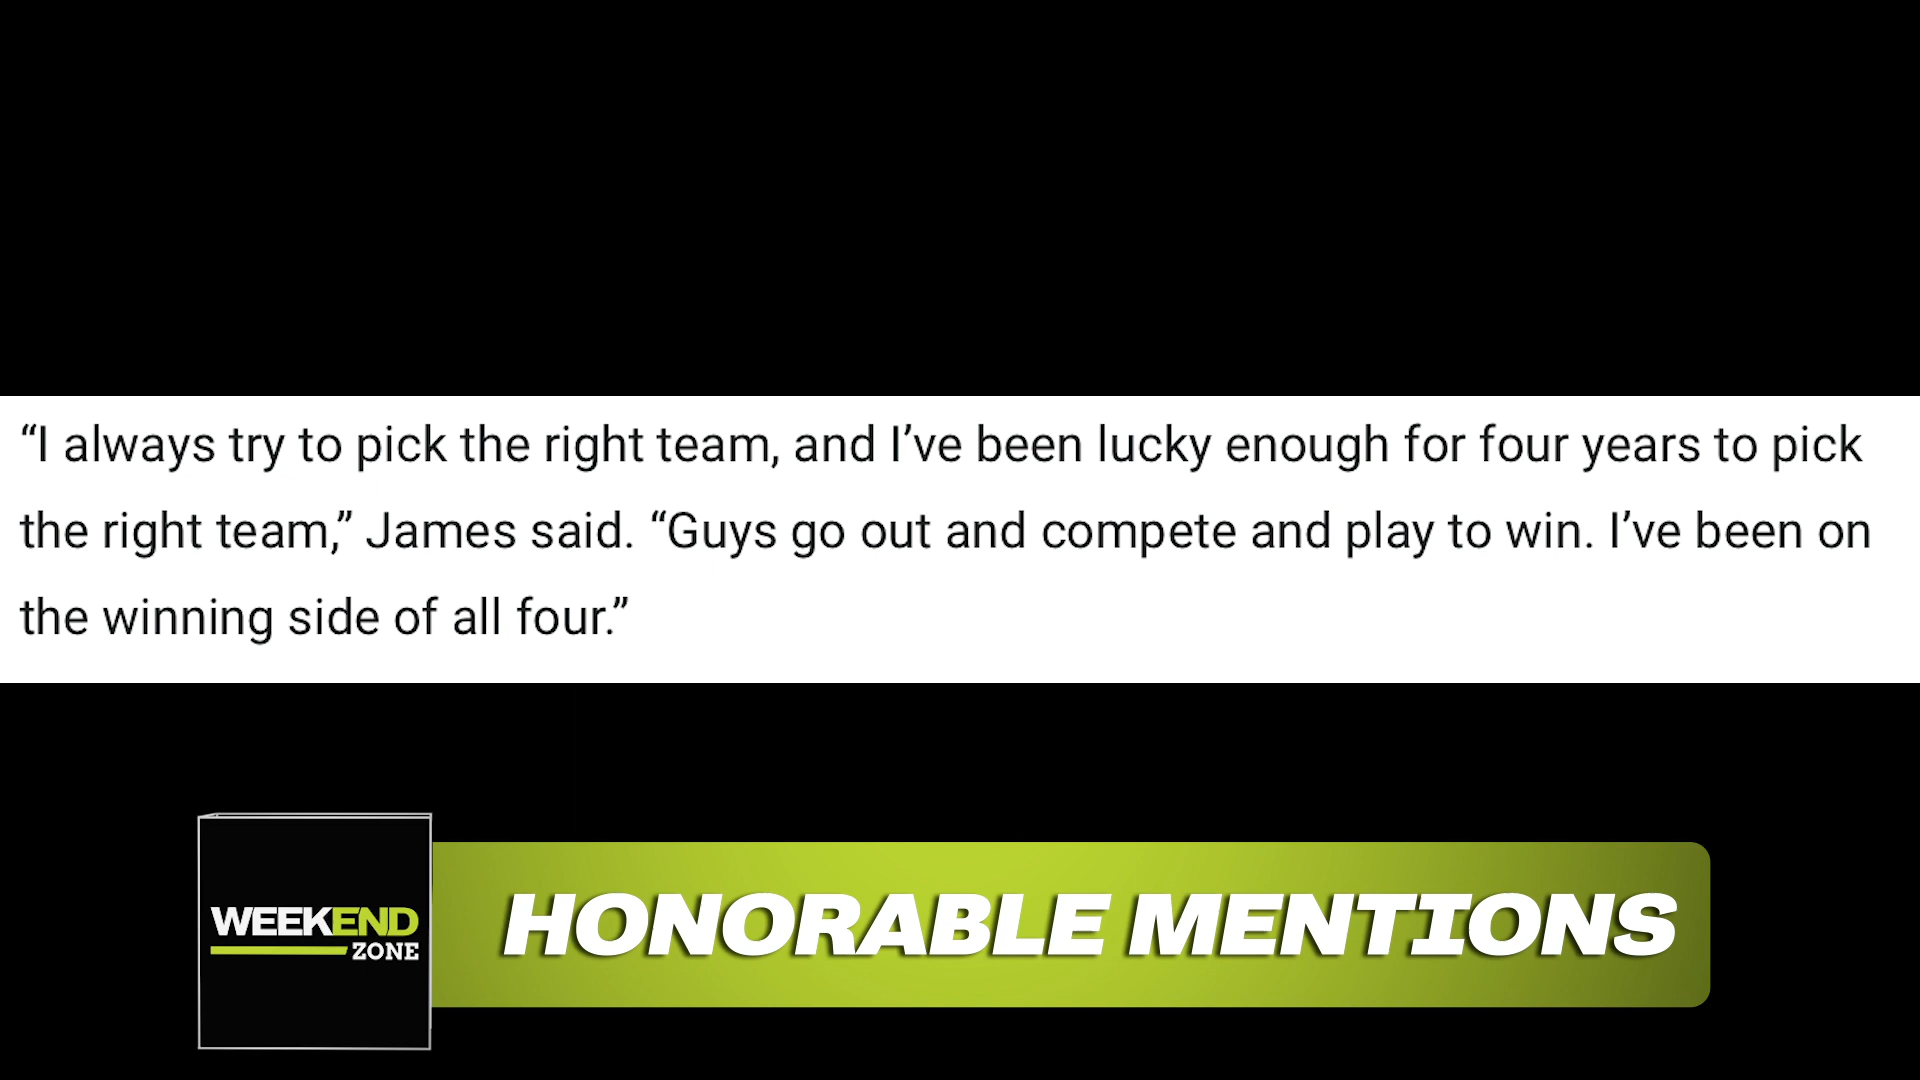 “I always try to pick the right team, and I’ve been lucky enough for four years to pick
the right team,” James said. “Guys go out and compete and play to win. I’ve been on
the winning side of all four.”
WEEKEND
ZONE
HONORABLE MENTIONS